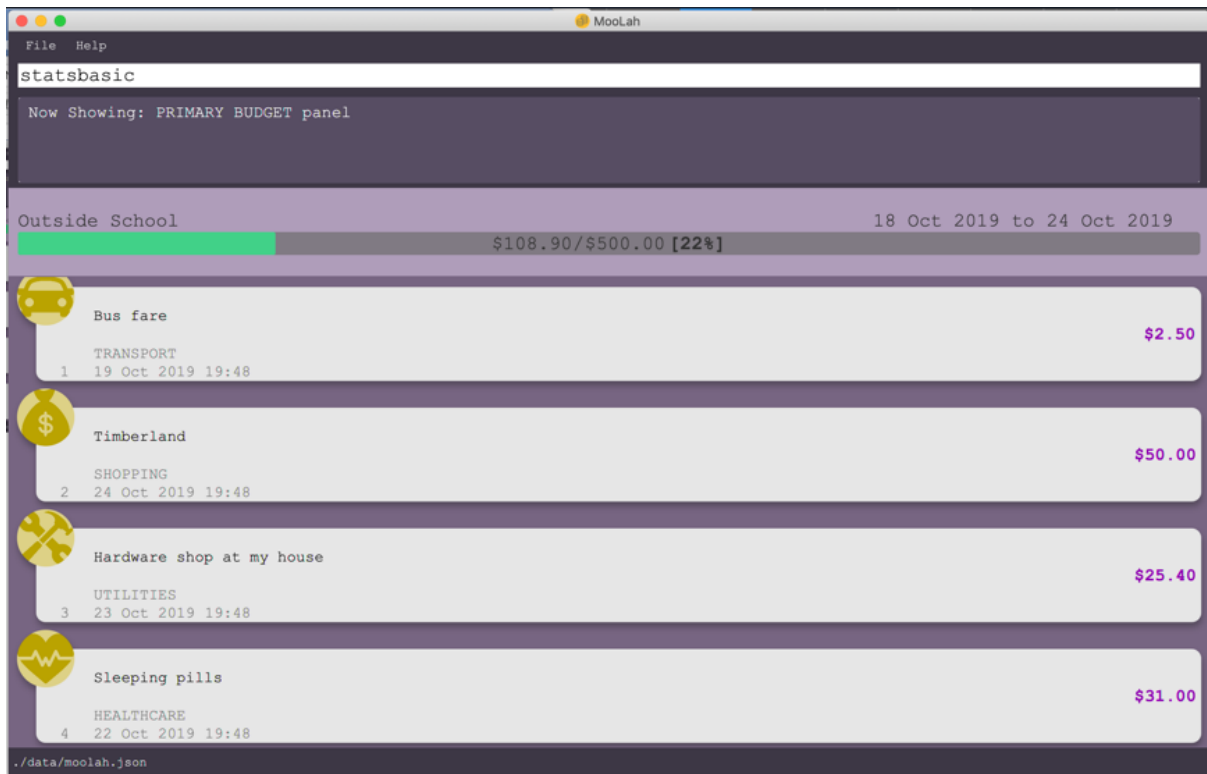 MooLah
File Help
statsbasic
Now Showing: PRIMARY BUDGET panel
Outside School 18 Oct 2019 to 24 Oct 2019
$108.90/$500.00 [22%]
Bus fare
$2.50
TRANSPORT
1 19 Oct 2019 19:48
$
Timberland
$50.00
SHOPPING
2 24 Oct 2019 19:48
Hardware shop at my house
$25.40
UTILITIES
3 23 Oct 2019 19:48
Sleeping pills
$31.00
HEALTHCARE
4 22 Oct 2019 19:48
./data/moolah.json